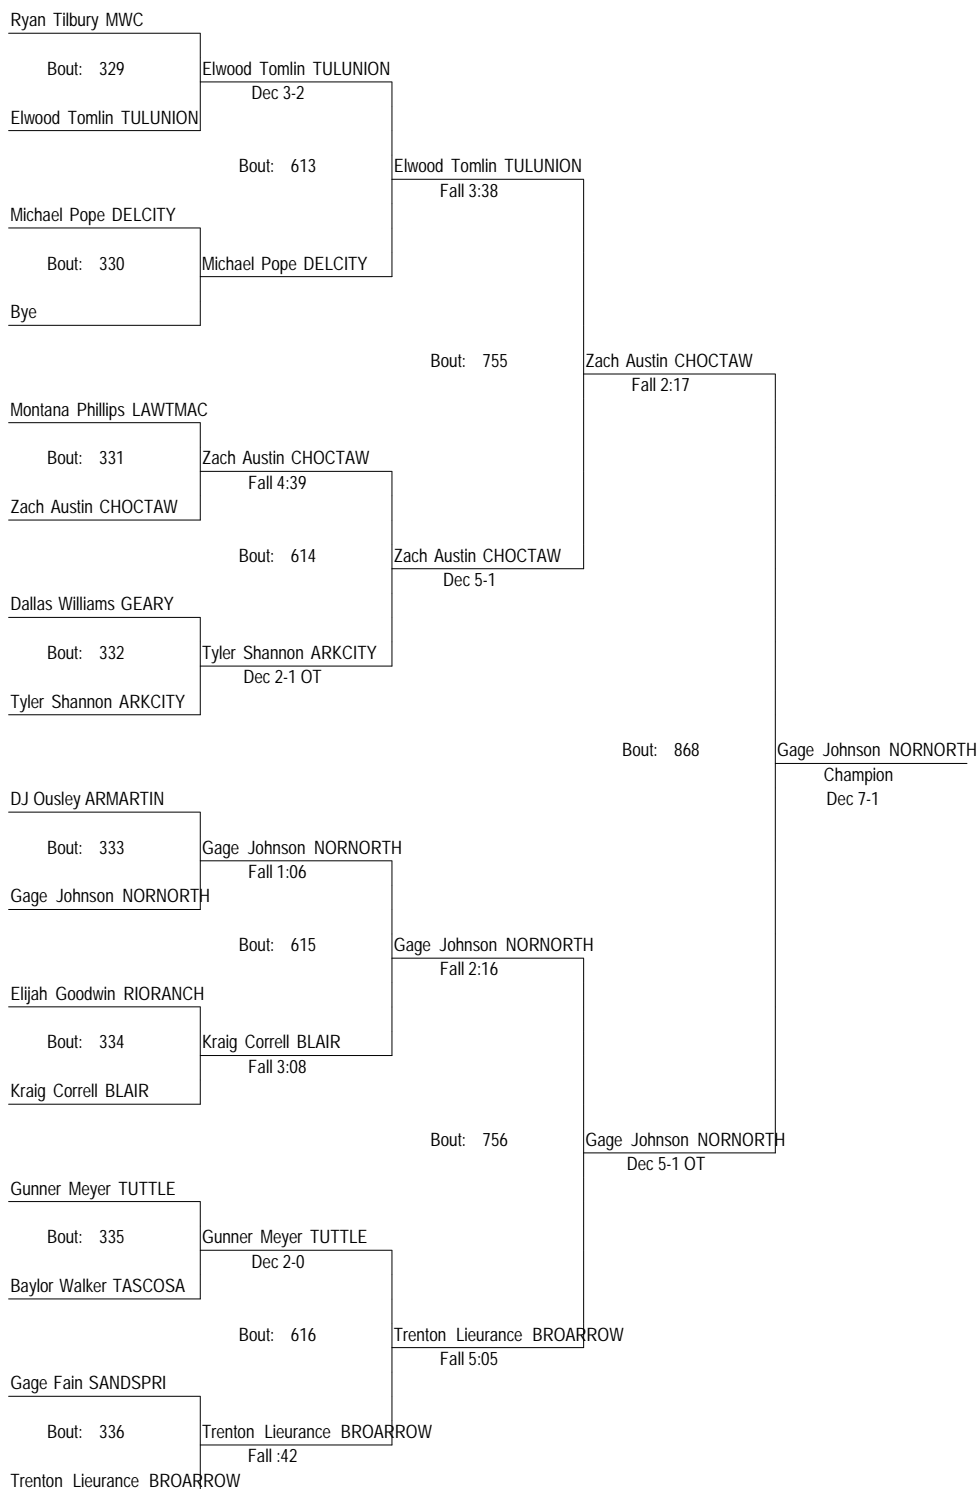 Ryan Tilbury MWC
Bout: 329
Elwood Tomlin TULUNION
Dec 3-2
Elwood Tomlin TULUNION
Bout: 613
Elwood Tomlin TULUNION
Fall 3:38
Michael Pope DELCITY
Bout: 330
Michael Pope DELCITY
Bye
Bout: 755
Zach Austin CHOCTAW
Fall 2:17
Montana Phillips LAWTMAC
Bout: 331
Zach Austin CHOCTAW
Fall 4:39
Zach Austin CHOCTAW
Bout: 614
Zach Austin CHOCTAW
Dec 5-1
Dallas Williams GEARY
Bout: 332
Tyler Shannon ARKCITY
Dec 2-1 OT
Tyler Shannon ARKCITY
Bout: 868
Gage Johnson NORNORTH
Champion
Dec 7-1
DJ Ousley ARMARTIN
Bout: 333
Gage Johnson NORNORTH
Fall 1:06
Gage Johnson NORNORTH
Bout: 615
Gage Johnson NORNORTH
Fall 2:16
Elijah Goodwin RIORANCH
Bout: 334
Kraig Correll BLAIR
Fall 3:08
Kraig Correll BLAIR
Bout: 756
Gage Johnson NORNORTH
Dec 5-1 OT
Gunner Meyer TUTTLE
Bout: 335
Gunner Meyer TUTTLE
Dec 2-0
Baylor Walker TASCOSA
Bout: 616
Trenton Lieurance BROARROW
Fall 5:05
Gage Fain SANDSPRI
Bout: 336
Trenton Lieurance BROARROW
Fall :42
Trenton Lieurance BROARROW